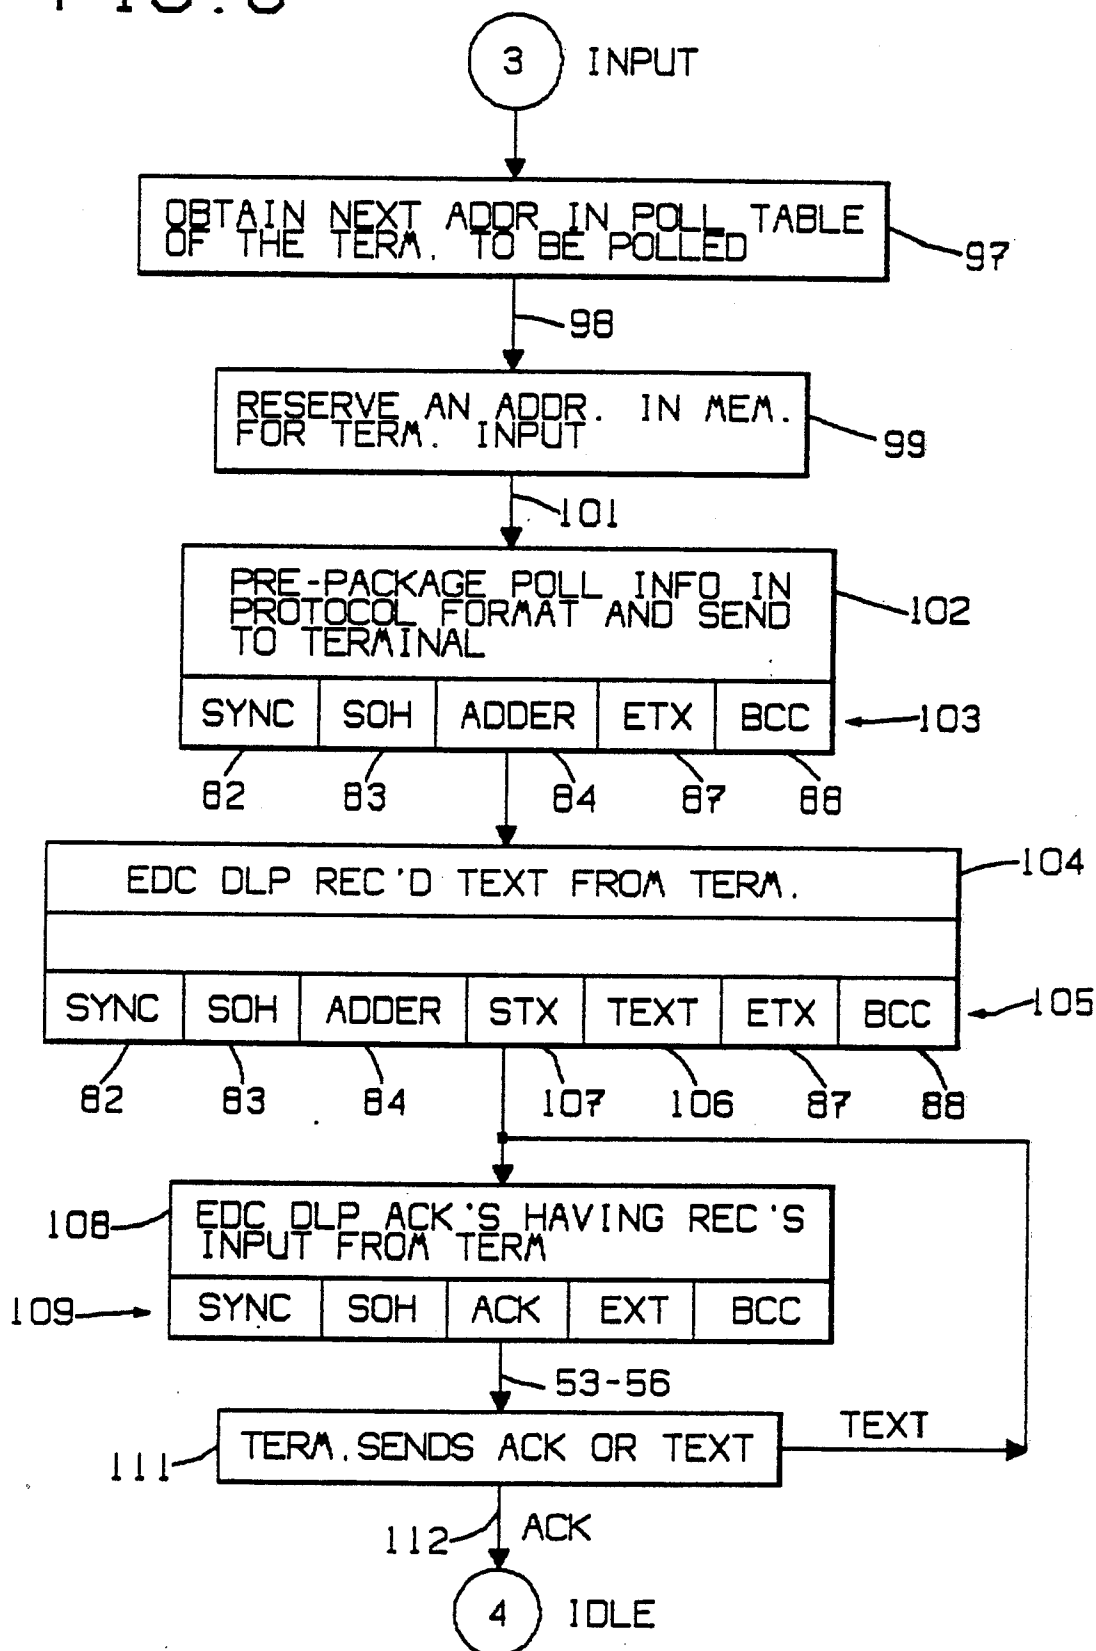 3 INPUT
OBTAIN NEXT ADDR IN POLL TABLE
OF THE TERM. TO BE POLLED
97
98
RESERVE AN ADDR. IN MEM.
FOR TERM. INPUT
99
101
PRE-PACKAGE POLL INFO IN
PROTOCOL FORMAT AND SEND
TO TERMINAL
102
SYNC SOH ADDER ETX BCC 103
82 83 84 87 88
EDC DLP REC'D TEXT FROM TERM. 104
SYNC SOH ADDER STX TEXT ETX BCC 105
82 83 84 107 106 87 88
108 EDC DLP ACK'S HAVING REC'S
INPUT FROM TERM
109 SYNC SOH ACK EXT BCC
53-56
111 TERM.SENDS ACK OR TEXT TEXT
112 ACK
4 IDLE